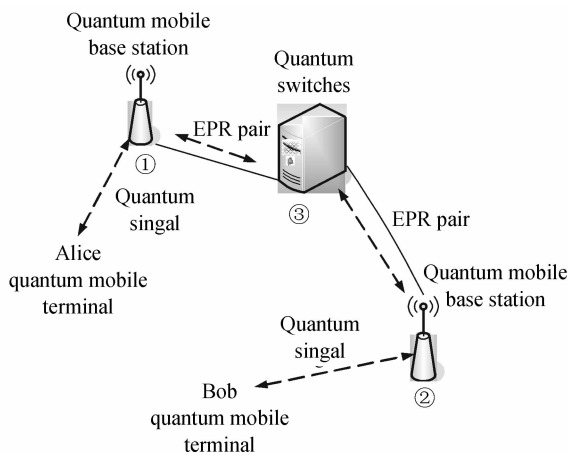 Quantum mobile
base station
Quantum
switches
EPR pair
①
Quantum
singal
③
Alice
quantum mobile
terminal
EPR pair
Quantum mobile
base station
Quantum
singal
②
Bob
quantum mobile
terminal